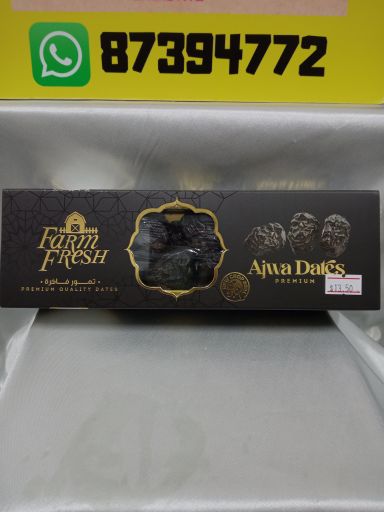 87394772
FARM
FRESH
تمور فاخرة
PREMIUM QUALITY DATES
Ajwa Dates
PREMIUM
$13.50